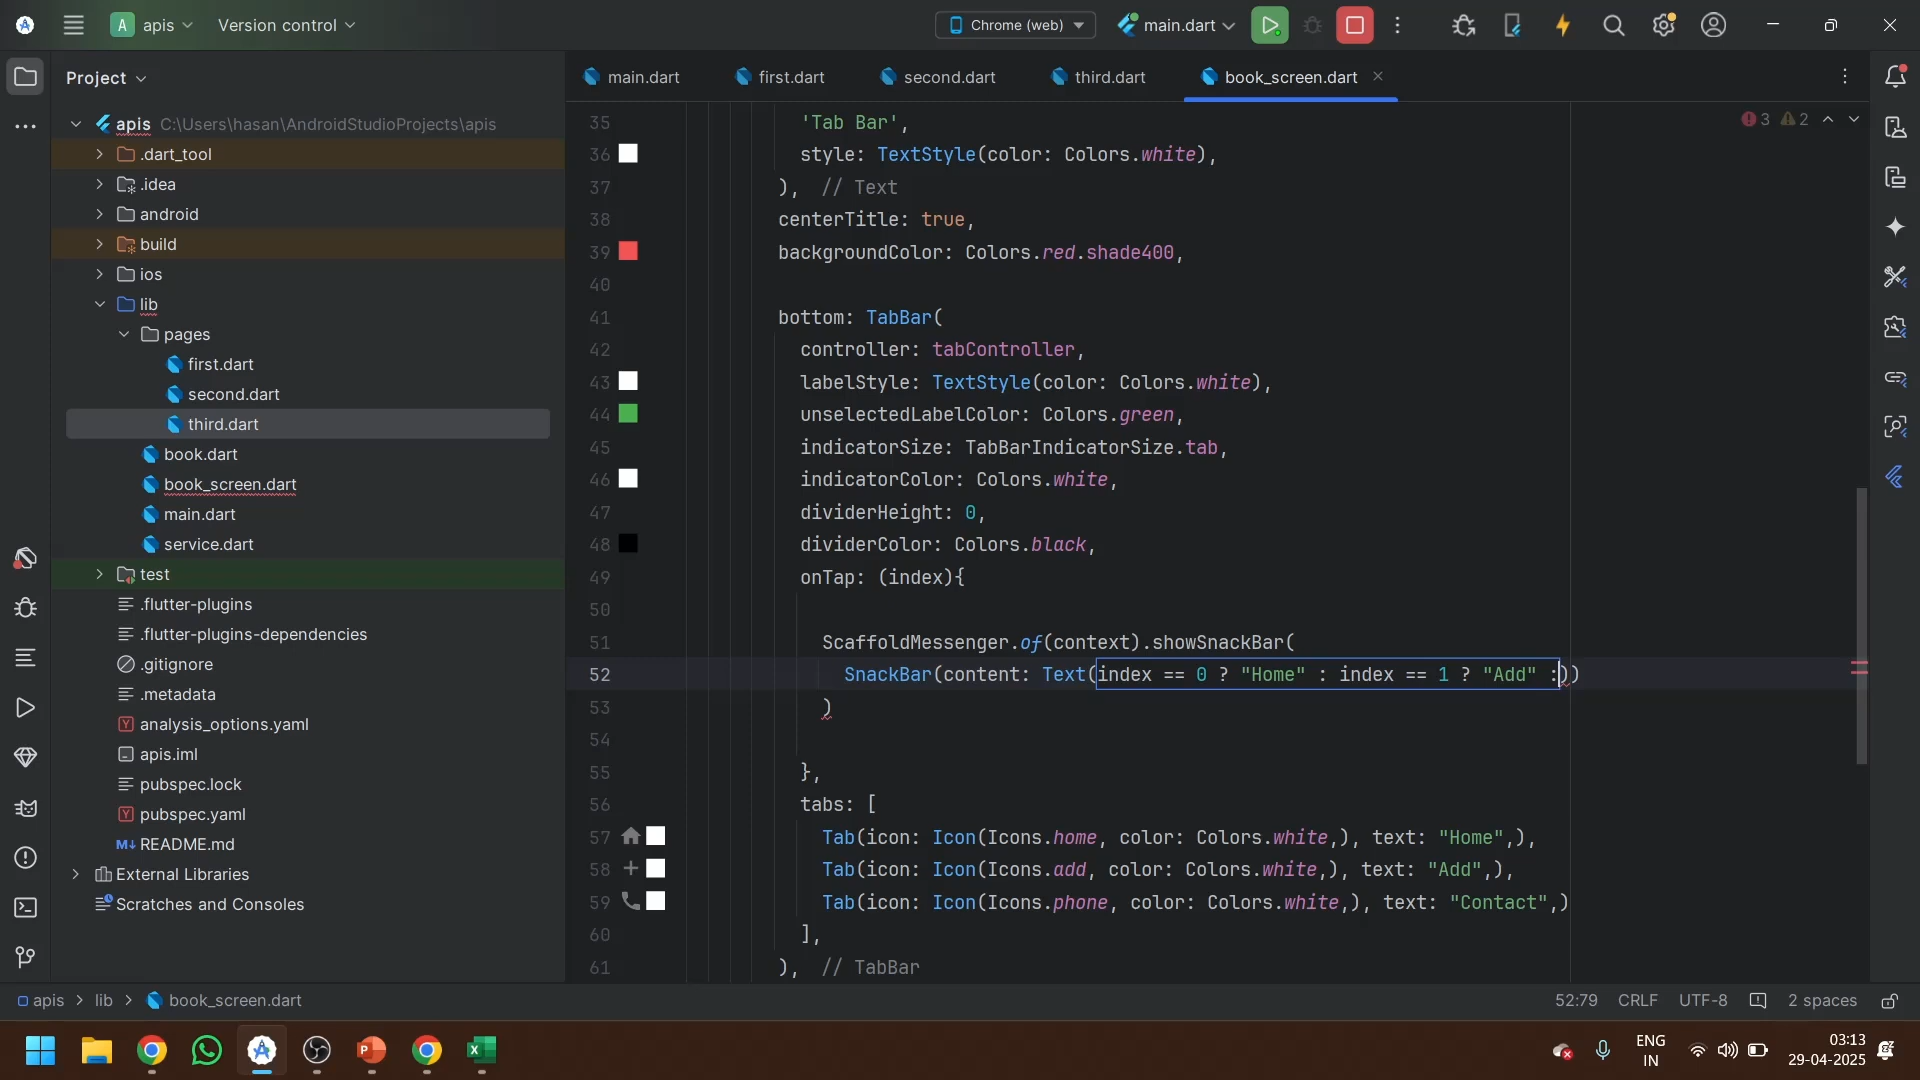 A apis
Version control
Chrome (web)
main.dart
Project
main.dart
first.dart
second.dart
third.dart
book_screen.dart
apis C:\Users\hasan\AndroidStudioProjects\apis
.dart_tool
.idea
android
build
ios
lib
pages
first.dart
second.dart
third.dart
book.dart
book_screen.dart
main.dart
service.dart
test
.flutter-plugins
.flutter-plugins-dependencies
.gitignore
.metadata
analysis_options.yaml
apis.iml
pubspec.lock
pubspec.yaml
README.md
External Libraries
Scratches and Consoles
3 2
35 'Tab Bar',
36 style: TextStyle(color: Colors.white),
37 ), // Text
38 centerTitle: true,
39 backgroundColor: Colors.red.shade400,
40
41 bottom: TabBar(
42 controller: tabController,
43 labelStyle: TextStyle(color: Colors.white),
44 unselectedLabelColor: Colors.green,
45 indicatorSize: TabBarIndicatorSize.tab,
46 indicatorColor: Colors.white,
47 dividerHeight: 0,
48 dividerColor: Colors.black,
49 onTap: (index){
50
51 ScaffoldMessenger.of(context).showSnackBar(
52 SnackBar(content: Text(index == 0 ? "Home" : index == 1 ? "Add" :))
53 )
54
55 },
56 tabs: [
57 Tab(icon: Icon(Icons.home, color: Colors.white,), text: "Home",),
58 Tab(icon: Icon(Icons.add, color: Colors.white,), text: "Add",),
59 Tab(icon: Icon(Icons.phone, color: Colors.white,), text: "Contact",)
60 ],
61 ), // TabBar
apis > lib > book_screen.dart
52:79 CRLF UTF-8 2 spaces
ENG
IN
03:13
29-04-2025